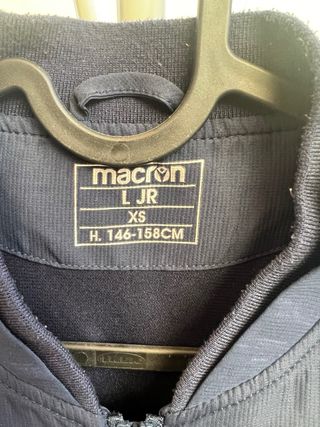 macron
L JR
XS
H. 146-158CM